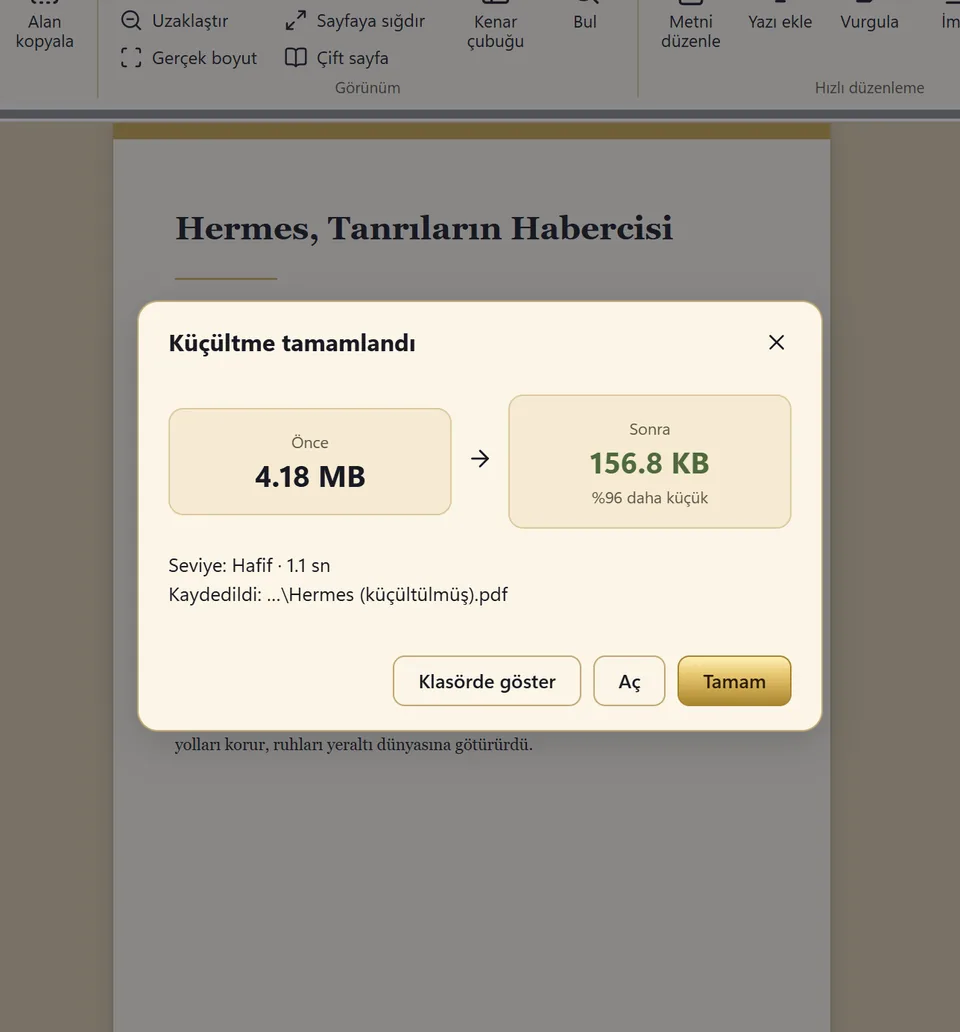 Alan
kopyala
Uzaklaştır
Gerçek boyut
Sayfaya sığdır
Çift sayfa
Kenar
çubuğu
Bul
Görünüm
Metni
düzenle
Yazı ekle
Vurgula
Hızlı düzenleme
Hermes, Tanrıların Habercisi
Küçültme tamamlandı
Önce
4.18 MB
Sonra
156.8 KB
%96 daha küçük
Seviye: Hafif · 1.1 sn
Kaydedildi: ...\Hermes (küçültülmüş).pdf
Klasörde göster
Aç
Tamam
yolları korur, ruhları yeraltı dünyasına götürürdü.